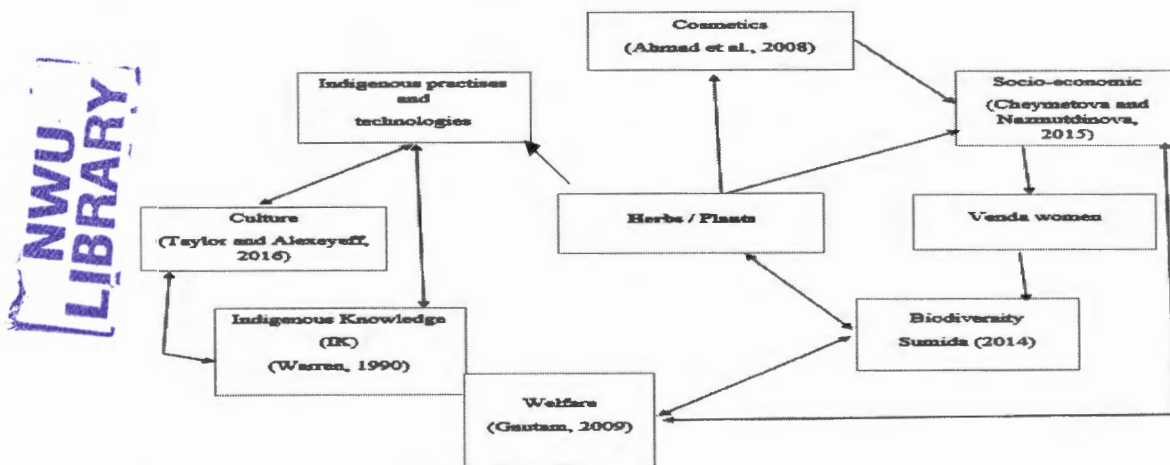 NWU
LIBRARY
Cosmetics
(Ahmad et al., 2008)
Indigenous practises
and
technologies
Socio-economic
(Cheymetova and
Nazmutdinova,
2015)
Herbs / Plants
Venda women
Culture
(Taylor and Alexeyeff,
2016)
Indigenous Knowledge
(IK)
(Warren, 1990)
Biodiversity
Sumida (2014)
Welfare
(Gautam, 2009)